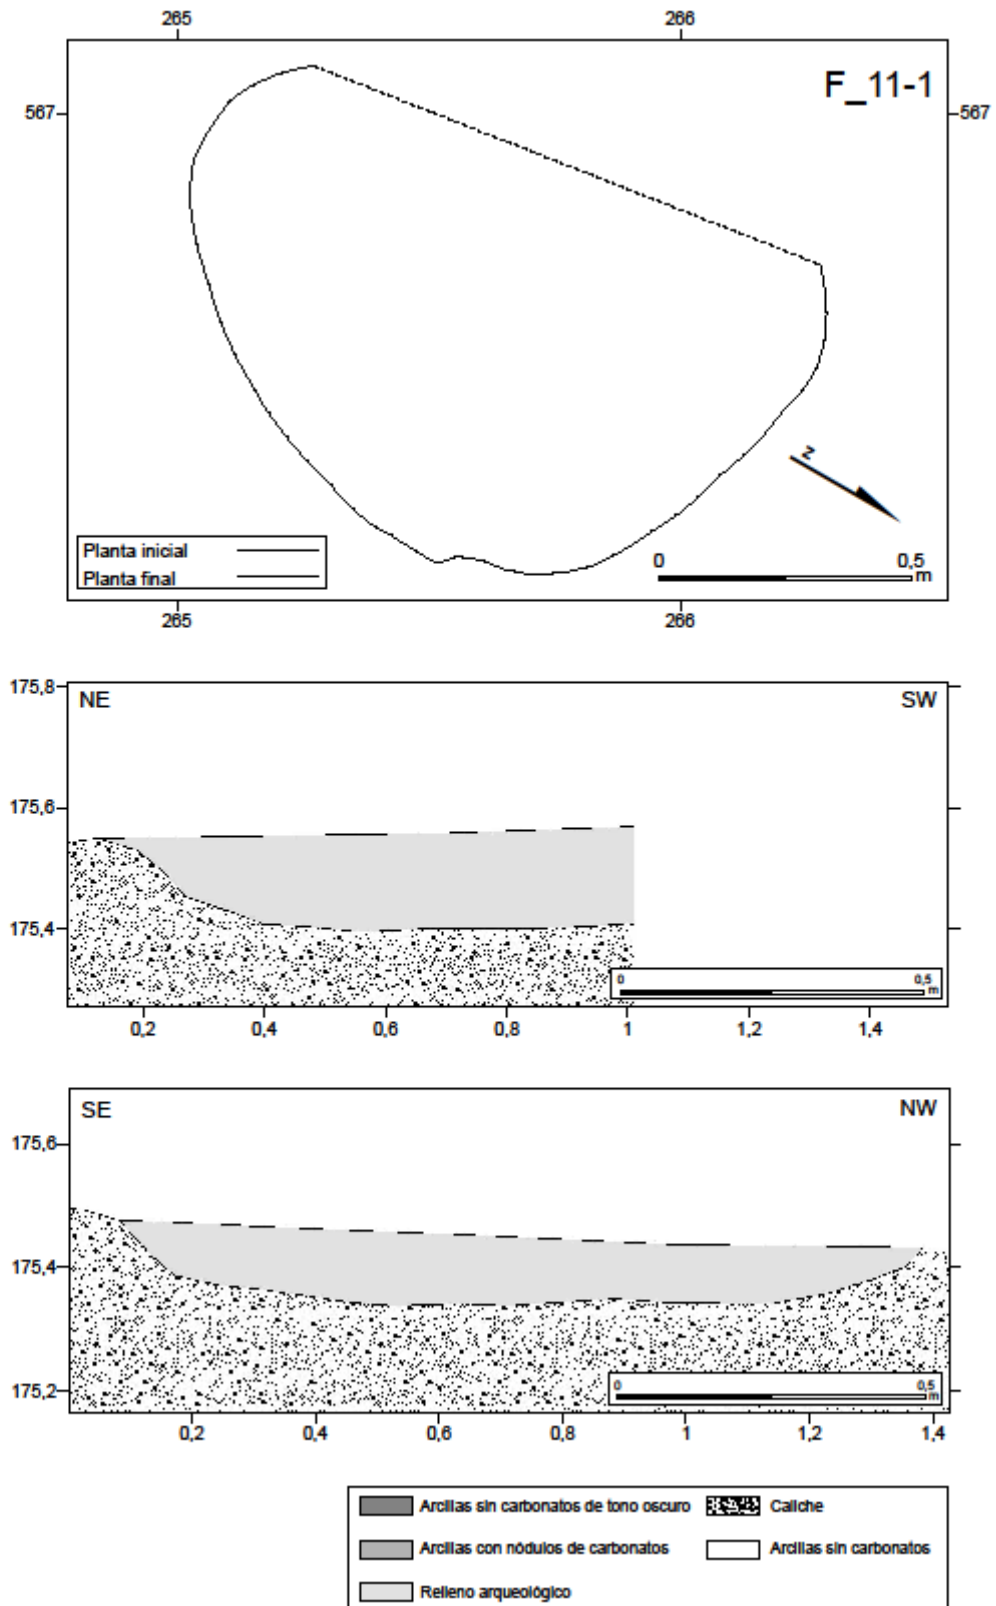 265 266
F_11-1
567 567
z
Planta inicial
Planta final
0 0,5
m
265 266
175,8
NE SW
175,6
175,4
0 0,5
m
0,2 0,4 0,6 0,8 1 1,2 1,4
SE NW
175,6
175,4
0 0,5
m
175,2
0,2 0,4 0,6 0,8 1 1,2 1,4
Arcillas sin carbonatos de tono oscuro Caliche
Arcillas con nódulos de carbonatos Arcillas sin carbonatos
Relleno arqueológico